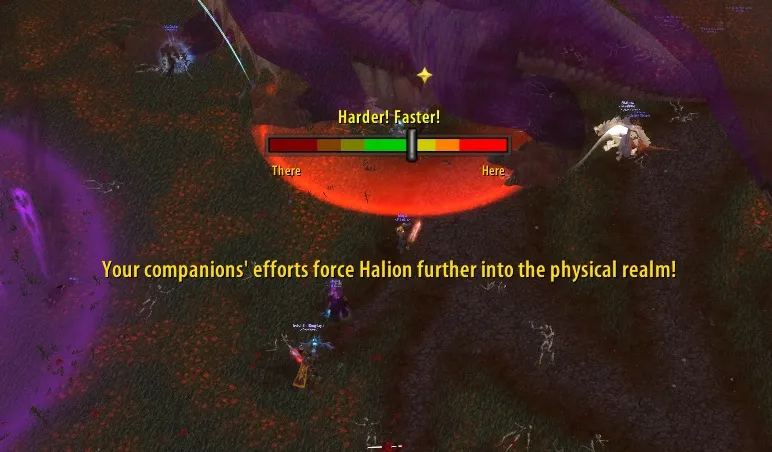 Harder! Faster!
There
Here
Your companions' efforts force Halion further into the physical realm!